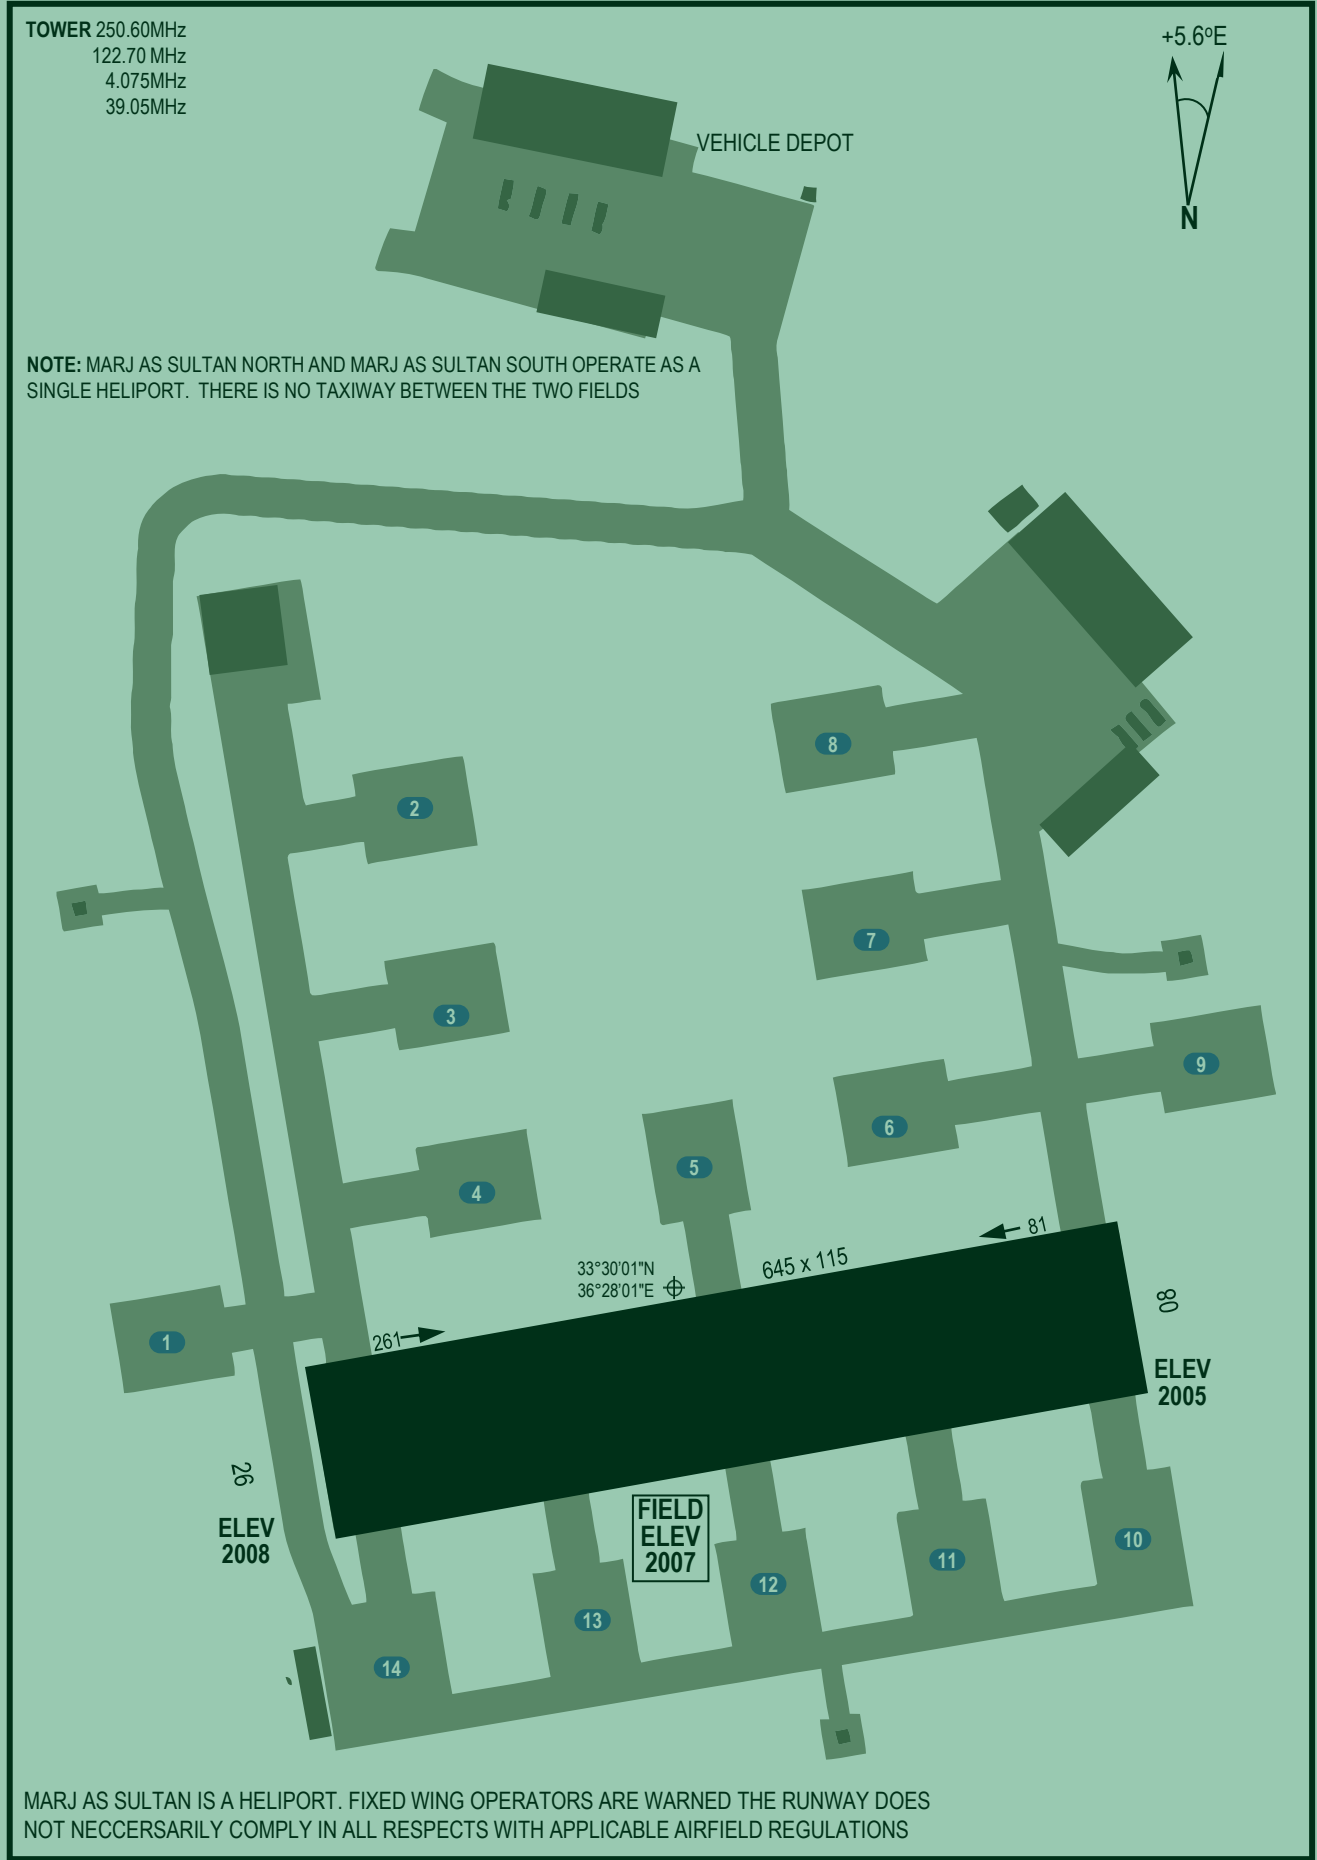 TOWER 250.60MHz
122.70 MHz
4.075MHz
39.05MHz
+5.6ºE
N
VEHICLE DEPOT
NOTE: MARJ AS SULTAN NORTH AND MARJ AS SULTAN SOUTH OPERATE AS A
SINGLE HELIPORT.  THERE IS NO TAXIWAY BETWEEN THE TWO FIELDS
8
2
7
3
9
6
5
4
81
645 x 115
33°30'01"N
36°28'01"E
80
261
1
ELEV
2005
26
ELEV
2008
FIELD
ELEV
2007
10
11
12
13
14
MARJ AS SULTAN IS A HELIPORT. FIXED WING OPERATORS ARE WARNED THE RUNWAY DOES
NOT NECCERSARILY COMPLY IN ALL RESPECTS WITH APPLICABLE AIRFIELD REGULATIONS